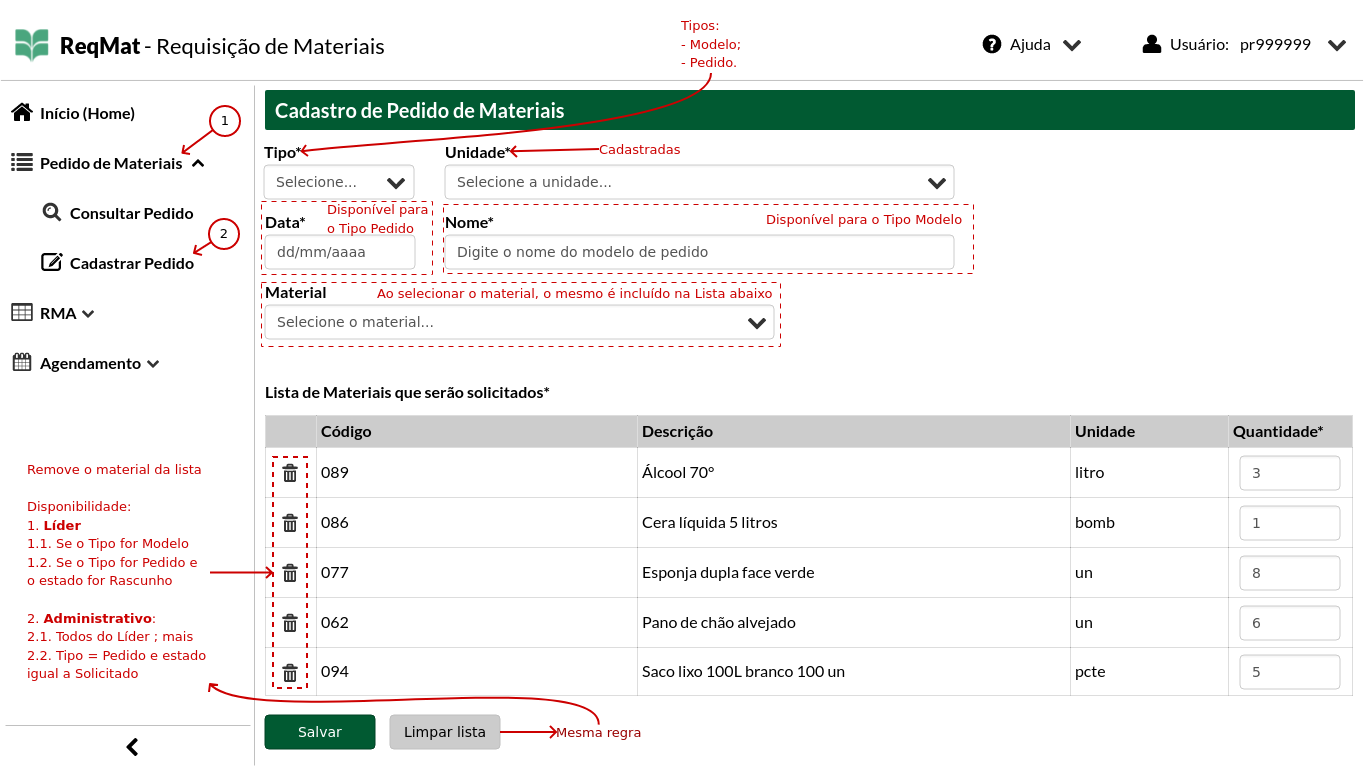 Tipos:
- Modelo;
- Pedido.
ReqMat - Requisição de Materiais
Ajuda
Usuário: pr999999
Início (Home)
1
Pedido de Materiais
Consultar Pedido
2
Cadastrar Pedido
RMA
Agendamento
Cadastro de Pedido de Materiais
Tipo*
Unidade*
Cadastradas
Selecione...
Selecione a unidade...
Disponível para
o Tipo Pedido
Data*
Nome*
Disponível para o Tipo Modelo
dd/mm/aaaa
Digite o nome do modelo de pedido
Material
Ao selecionar o material, o mesmo é incluído na Lista abaixo
Selecione o material...
Lista de Materiais que serão solicitados*
Código Descrição Unidade Quantidade*
089 Álcool 70° litro 3
086 Cera líquida 5 litros bomb 1
077 Esponja dupla face verde un 8
062 Pano de chão alvejado un 6
094 Saco lixo 100L branco 100 un pcte 5
Remove o material da lista
Disponibilidade:
1. Líder
1.1. Se o Tipo for Modelo
1.2. Se o Tipo for Pedido e
o estado for Rascunho
2. Administrativo:
2.1. Todos do Líder ; mais
2.2. Tipo = Pedido e estado
igual a Solicitado
Salvar
Limpar lista
Mesma regra